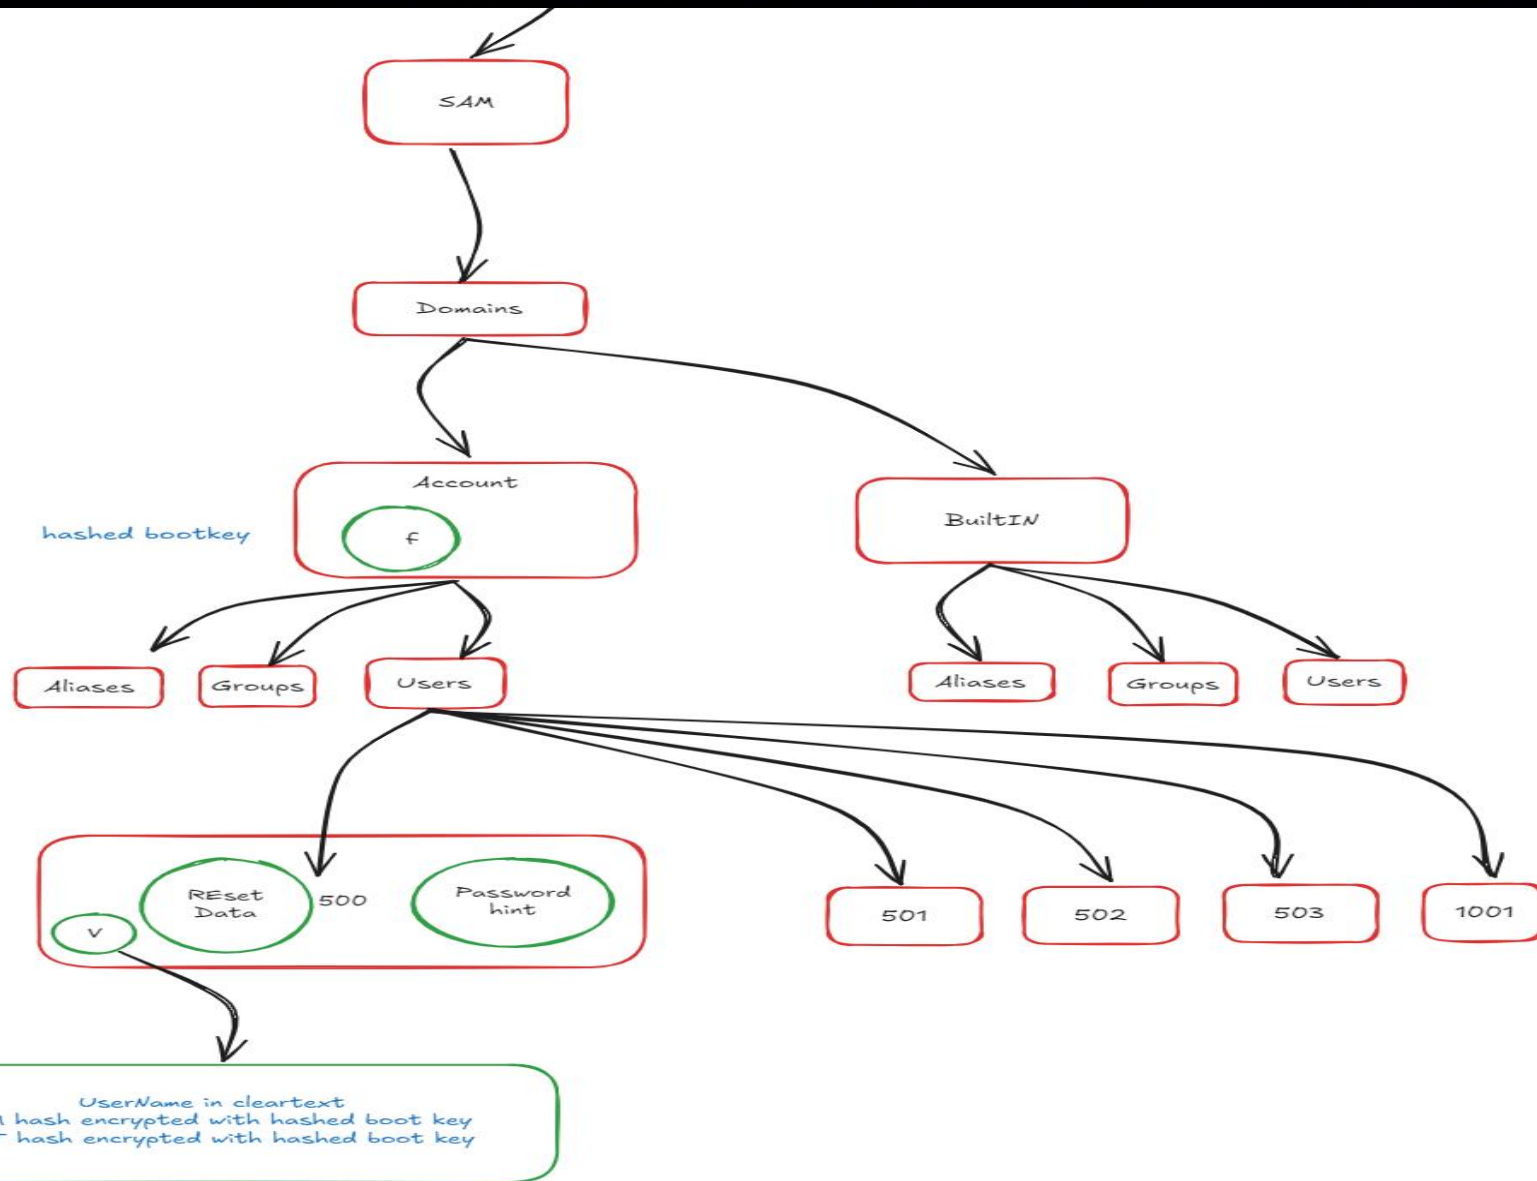 SAM
Domains
Account
f
hashed bootkey
BuiltIN
Aliases
Groups
Users
Aliases
Groups
Users
REset
Data
500
Password
hint
V
501
502
503
1001
UserName in cleartext
hash encrypted with hashed boot key
hash encrypted with hashed boot key